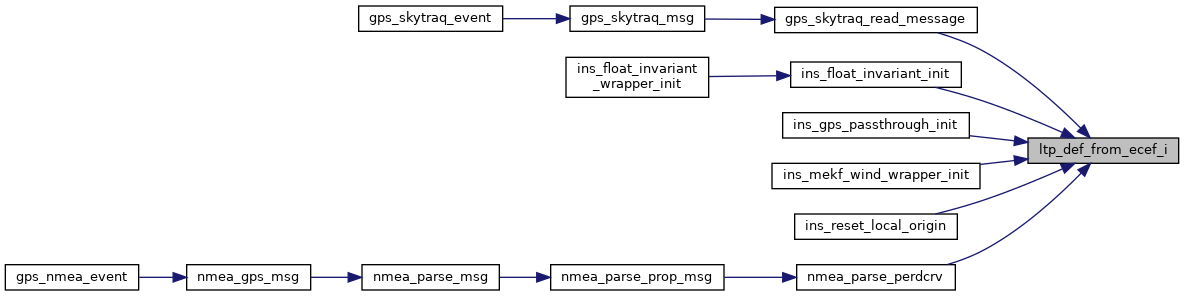 gps_skytraq_event
gps_skytraq_msg
gps_skytraq_read_message
ins_float_invariant
_wrapper_init
ins_float_invariant_init
ins_gps_passthrough_init
ltp_def_from_ecef_i
ins_mekf_wind_wrapper_init
ins_reset_local_origin
gps_nmea_event
nmea_gps_msg
nmea_parse_msg
nmea_parse_prop_msg
nmea_parse_perdcrv